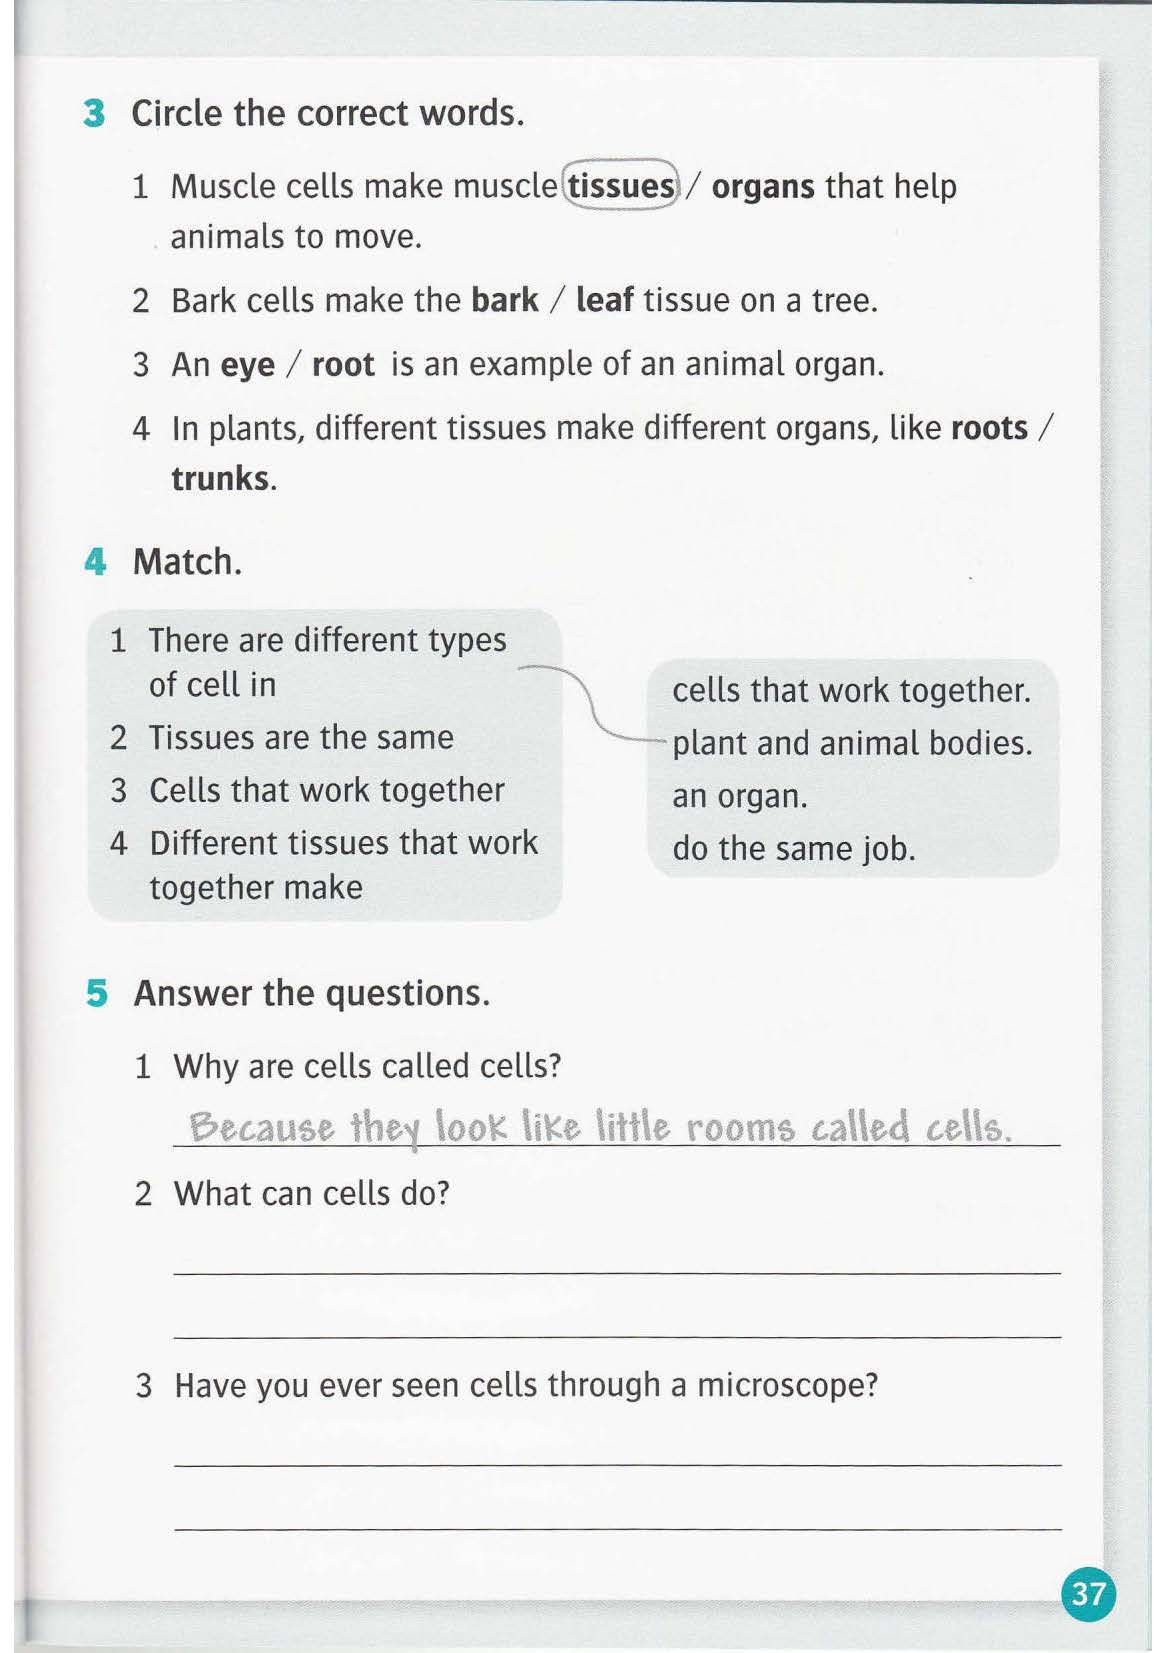 3 Circle the correct words.
1 Muscle cells make muscle tissues / organs that help
animals to move.
2 Bark cells make the bark / leaf tissue on a tree.
3 An eye / root is an example of an animal organ.
4 In plants, different tissues make different organs, like roots /
trunks.
4 Match.
1 There are different types
of cell in
2 Tissues are the same
3 Cells that work together
4 Different tissues that work
together make
cells that work together.
plant and animal bodies.
an organ.
do the same job.
5 Answer the questions.
1 Why are cells called cells?
Because they look like little rooms called cells.
2 What can cells do?
3 Have you ever seen cells through a microscope?
37